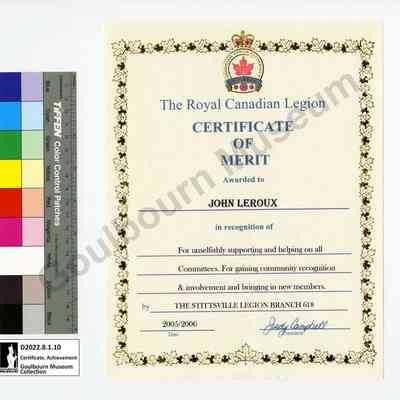 The Royal Canadian Legion
CERTIFICATE
OF
MERIT
Awarded to
JOHN LEROUX
in recognition of
For unselfishly supporting and helping on all
Committees. For gaining community recognition
& involvement and bringing in new members.
by THE STITTSVILLE LEGION BRANCH 618
2005/2006 Judy Campbell
Date
TIFFEN Color Control Patches
Goulbourn Museum
D2022.8.1.10
Certificate, Achievement
Goulbourn Museum
Collection